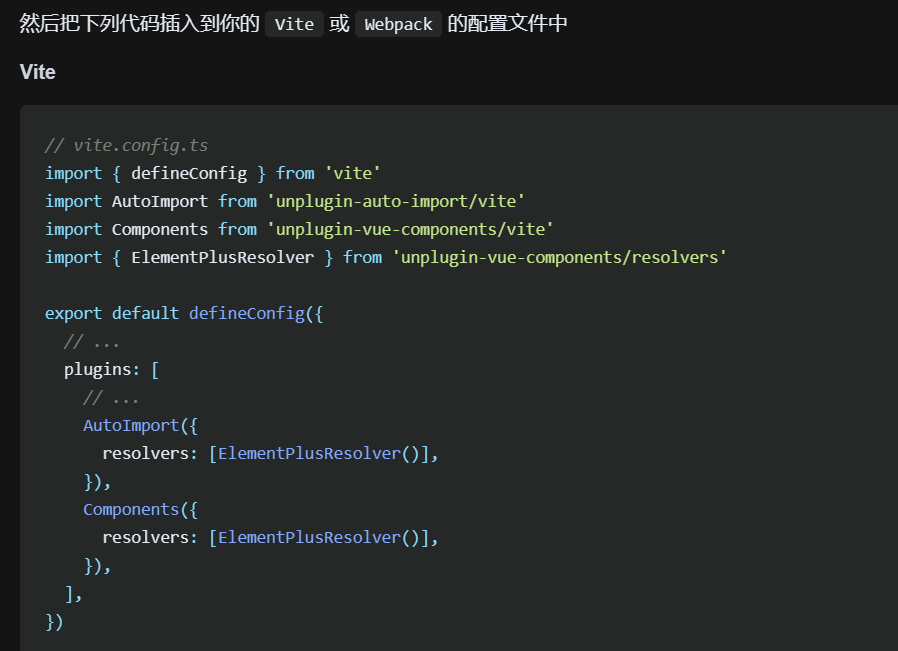 然后把下列代码插入到你的 Vite 或 Webpack 的配置文件中
Vite
// vite.config.ts
import { defineConfig } from 'vite'
import AutoImport from 'unplugin-auto-import/vite'
import Components from 'unplugin-vue-components/vite'
import { ElementPlusResolver } from 'unplugin-vue-components/resolvers'

export default defineConfig({
  // ...
  plugins: [
    // ...
    AutoImport({
      resolvers: [ElementPlusResolver()],
    }),
    Components({
      resolvers: [ElementPlusResolver()],
    }),
  ],
})